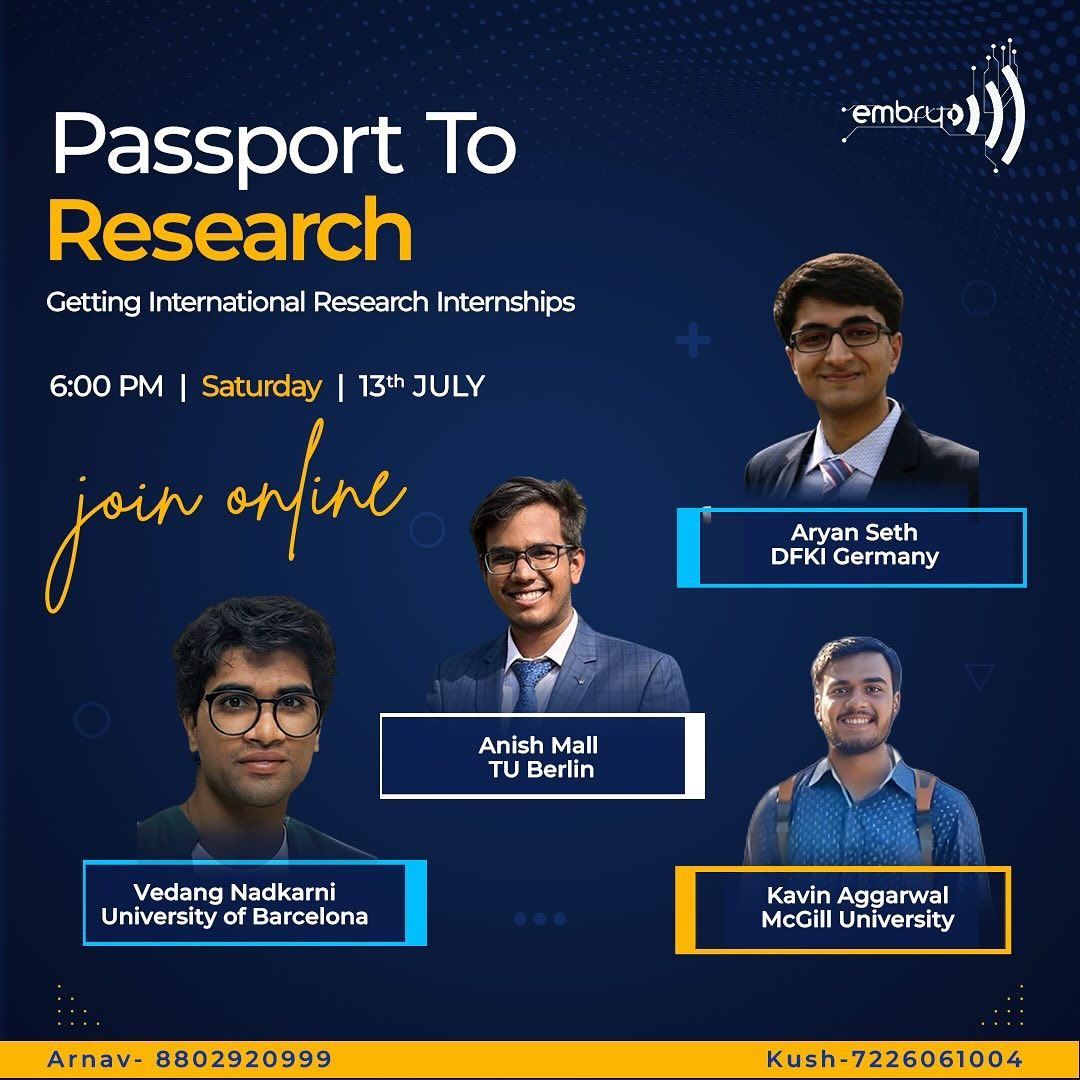 embryo
Passport To
Research
Getting International Research Internships
6:00 PM | Saturday | 13th JULY
join online
Aryan Seth
DFKI Germany
Anish Mall
TU Berlin
Vedang Nadkarni
University of Barcelona
Kavin Aggarwal
McGill University
Arnav- 8802920999
Kush-7226061004